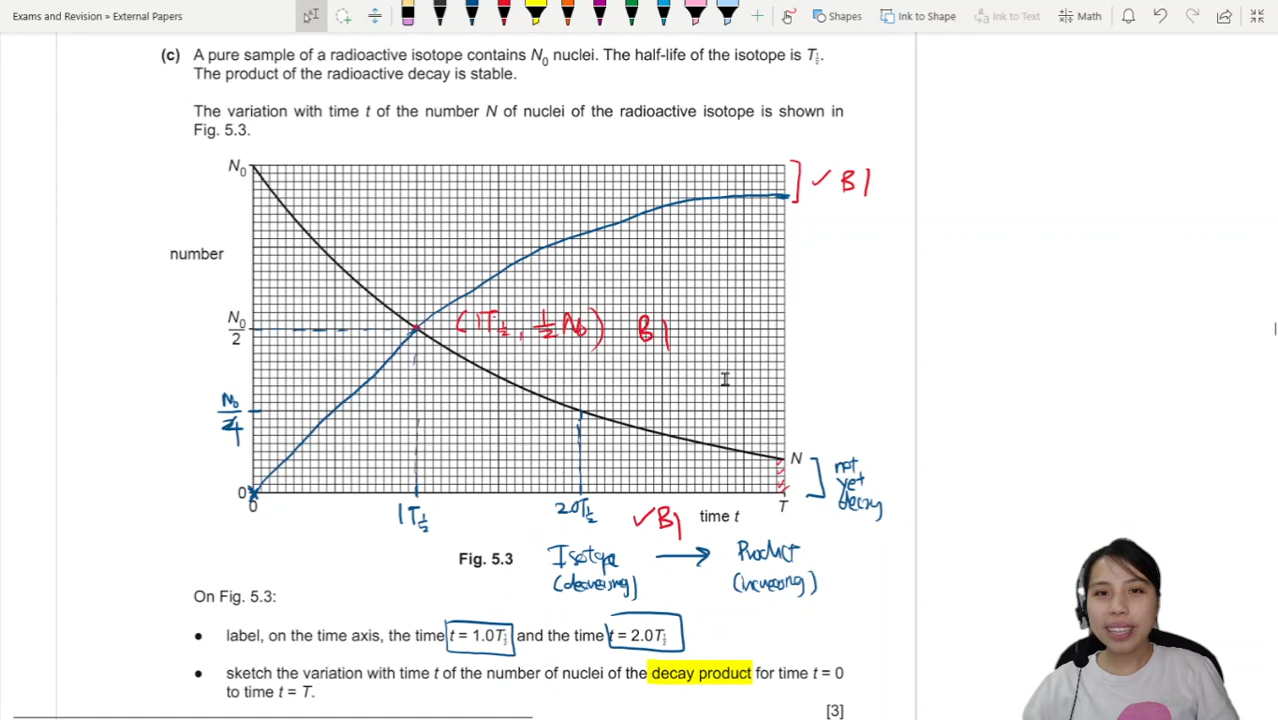 Exams and Revision » External Papers
Shapes
Ink to Shape
Ink to Text
Math
(c) A pure sample of a radioactive isotope contains N₀ nuclei. The half-life of the isotope is T½.
The product of the radioactive decay is stable.
The variation with time t of the number N of nuclei of the radioactive isotope is shown in
Fig. 5.3.
N₀
✓ B1
number
N₀/2
(1T½, ½N₀) B1
N₀/4
N
not
yet
decay
0
0
1T½
2.0T½
✓B1
time t
T
Fig. 5.3
Isotope → Product
(decreasing) (increasing)
On Fig. 5.3:
• label, on the time axis, the time t = 1.0T½ and the time t = 2.0T½
• sketch the variation with time t of the number of nuclei of the decay product for time t = 0
to time t = T.
[3]